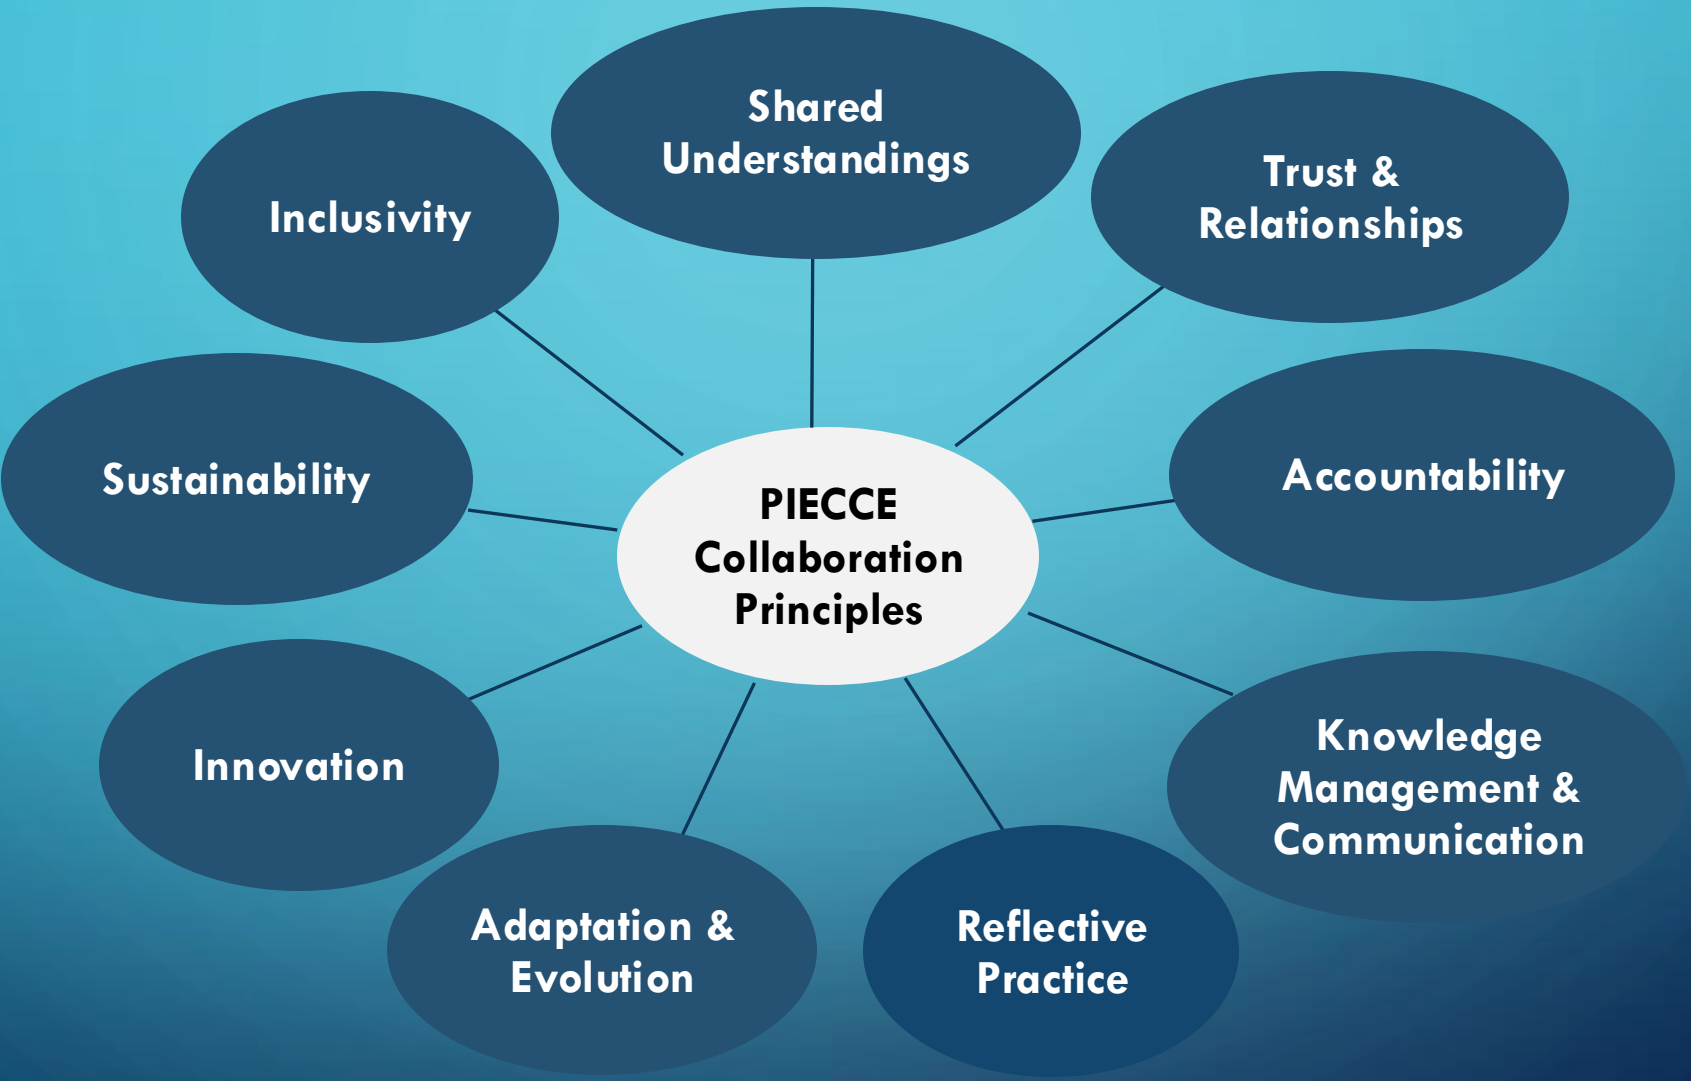 Shared
Understandings
Trust &
Relationships
Inclusivity
Accountability
Sustainability
PIECCE
Collaboration
Principles
Knowledge
Management &
Communication
Innovation
Adaptation &
Evolution
Reflective
Practice